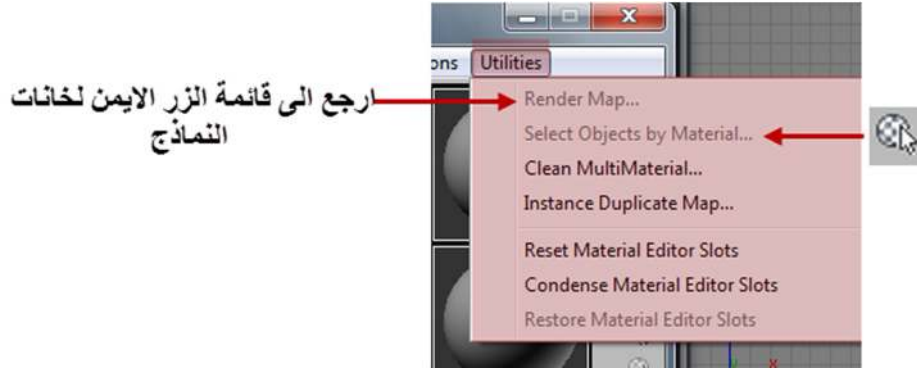 ons Utilities
ارجع الى قائمة الزر الايمن لخانات
النماذج
Render Map...
Select Objects by Material...
Clean MultiMaterial...
Instance Duplicate Map...
Reset Material Editor Slots
Condense Material Editor Slots
Restore Material Editor Slots
y x